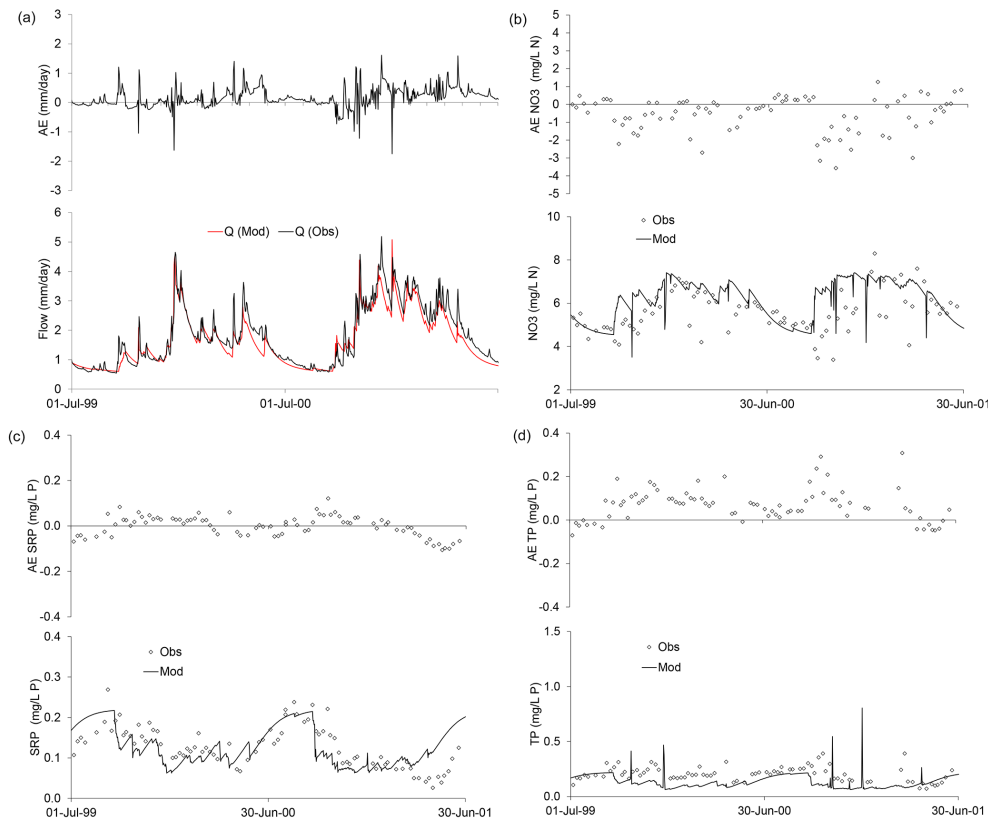 (a)
AE (mm/day)
3
2
1
0
-1
-2
-3
Flow (mm/day)
6
5
4
3
2
1
0
Q (Mod)
Q (Obs)
01-Jul-99
01-Jul-00
(b)
AE NO3 (mg/L N)
5
4
3
2
1
0
-1
-2
-3
-4
-5
NO3 (mg/L N)
10
8
6
4
2
Obs
Mod
01-Jul-99
30-Jun-00
30-Jun-01
(c)
AE SRP (mg/L P)
0.4
0.2
0.0
-0.2
-0.4
SRP (mg/L P)
0.4
0.3
0.2
0.1
0.0
Obs
Mod
01-Jul-99
30-Jun-00
30-Jun-01
(d)
AE TP (mg/L P)
0.4
0.2
0.0
-0.2
-0.4
TP (mg/L P)
1.5
1.0
0.5
0.0
Obs
Mod
01-Jul-99
30-Jun-00
30-Jun-01